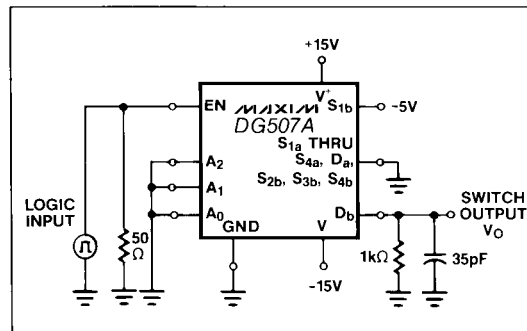 +15V
EN
MAXIM
V+
S1b
-5V
DG507A
S1a THRU
S4a, Da,
S2b, S3b, S4b
A2
A1
A0
GND
V
Db
LOGIC
INPUT
50
Ω
-15V
1kΩ
35pF
SWITCH
OUTPUT
VO